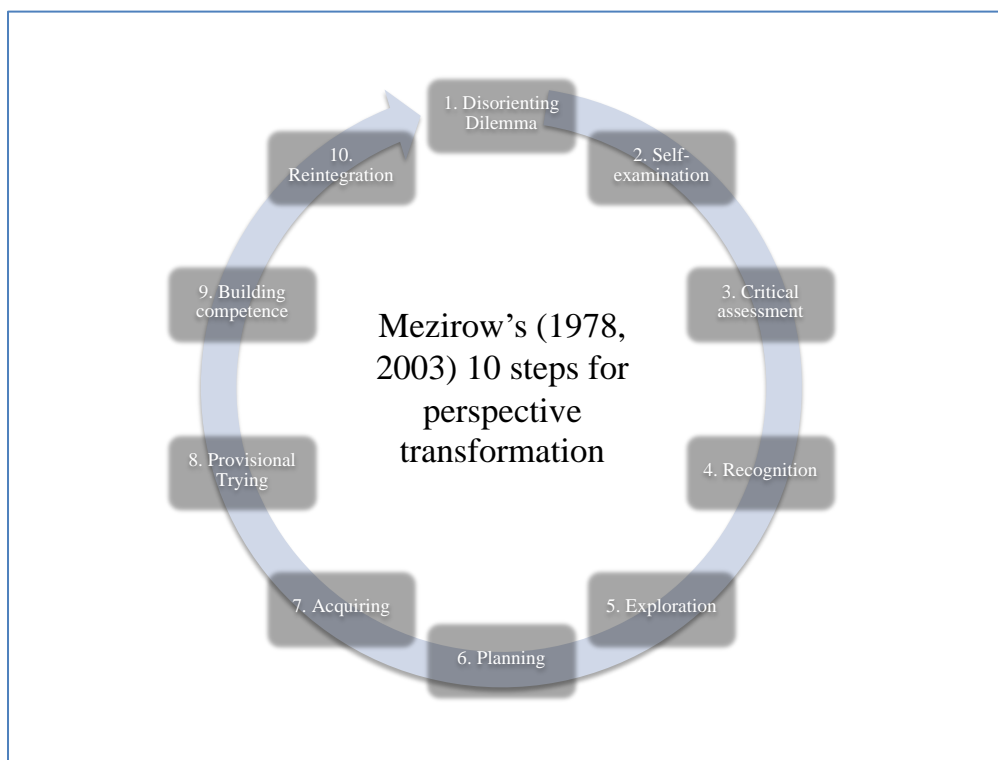 1. Disorienting
Dilemma
2. Self-
examination
3. Critical
assessment
4. Recognition
5. Exploration
6. Planning
7. Acquiring
8. Provisional
Trying
9. Building
competence
10.
Reintegration
Mezirow’s (1978,
2003) 10 steps for
perspective
transformation